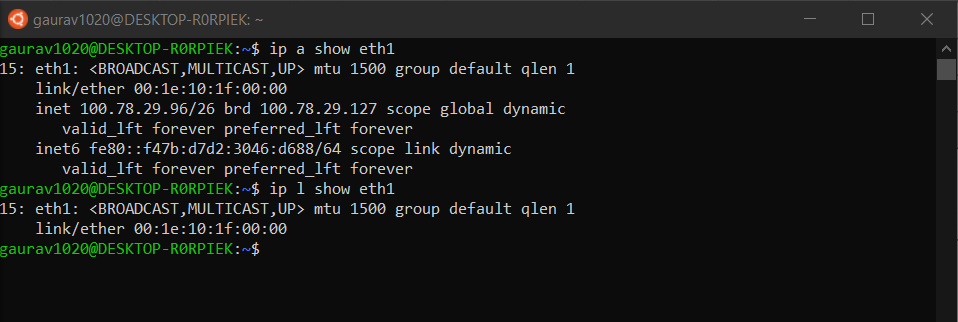 gaurav1020@DESKTOP-R0RPIEK: ~
gaurav1020@DESKTOP-R0RPIEK:~$ ip a show eth1
15: eth1: <BROADCAST,MULTICAST,UP> mtu 1500 group default qlen 1
    link/ether 00:1e:10:1f:00:00
    inet 100.78.29.96/26 brd 100.78.29.127 scope global dynamic
       valid_lft forever preferred_lft forever
    inet6 fe80::f47b:d7d2:3046:d688/64 scope link dynamic
       valid_lft forever preferred_lft forever
gaurav1020@DESKTOP-R0RPIEK:~$ ip l show eth1
15: eth1: <BROADCAST,MULTICAST,UP> mtu 1500 group default qlen 1
    link/ether 00:1e:10:1f:00:00
gaurav1020@DESKTOP-R0RPIEK:~$